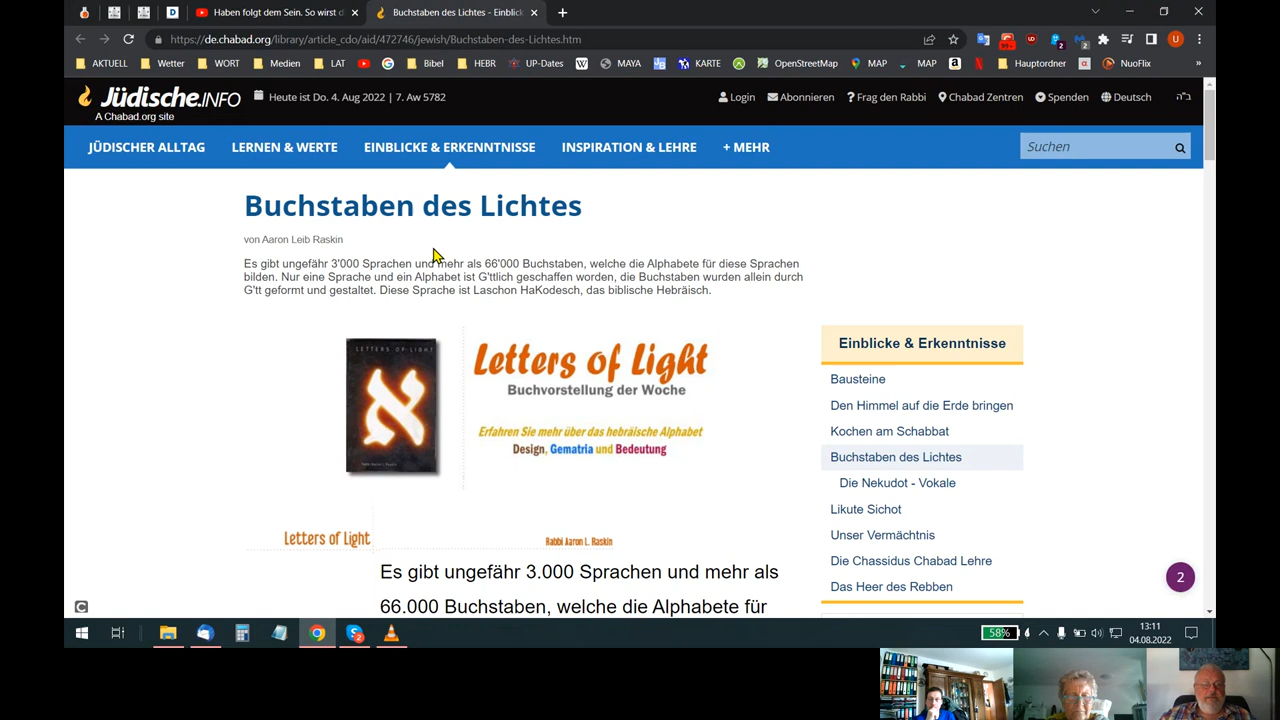 Haben folgt dem Sein. So wirst d
Buchstaben des Lichtes - Einblick
https://de.chabad.org/library/article_cdo/aid/472746/jewish/Buchstaben-des-Lichtes.htm
AKTUELL Wetter WORT Medien LAT Bibel HEBR UP-Dates MAYA KARTE OpenStreetMap MAP MAP Hauptordner NuoFlix »
Jüdische.INFO
A Chabad.org site
Heute ist Do. 4. Aug 2022 | 7. Aw 5782
Login Abonnieren Frag den Rabbi Chabad Zentren Spenden Deutsch ב"ה
JÜDISCHER ALLTAG LERNEN & WERTE EINBLICKE & ERKENNTNISSE INSPIRATION & LEHRE + MEHR
Suchen
Buchstaben des Lichtes
von Aaron Leib Raskin
Es gibt ungefähr 3'000 Sprachen und mehr als 66'000 Buchstaben, welche die Alphabete für diese Sprachen
bilden. Nur eine Sprache und ein Alphabet ist G'ttlich geschaffen worden, die Buchstaben wurden allein durch
G'tt geformt und gestaltet. Diese Sprache ist Laschon HaKodesch, das biblische Hebräisch.
LETTERS OF LIGHT
א
Letters of Light
Buchvorstellung der Woche
Erfahren Sie mehr über das hebräische Alphabet
Design, Gematria und Bedeutung
Letters of Light
Rabbi Aaron L. Raskin
Es gibt ungefähr 3.000 Sprachen und mehr als
66.000 Buchstaben, welche die Alphabete für
Einblicke & Erkenntnisse
Bausteine
Den Himmel auf die Erde bringen
Kochen am Schabbat
Buchstaben des Lichtes
Die Nekudot - Vokale
Likute Sichot
Unser Vermächtnis
Die Chassidus Chabad Lehre
Das Heer des Rebben
2
58%
13:11
04.08.2022